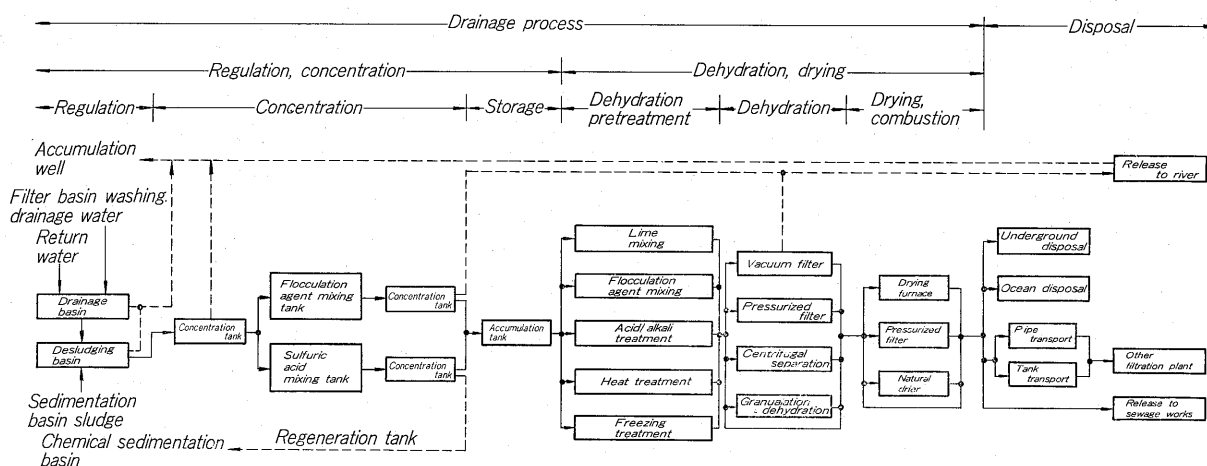 Drainage process
Disposal
Regulation, concentration
Dehydration, drying
Regulation
Concentration
Storage
Dehydration
pretreatment
Dehydration
Drying,
combustion
Accumulation
well
Release
to river
Filter basin washing.
drainage water
Return
water
Drainage
basin
Desludging
basin
Sedimentation
basin sludge
Chemical sedimentation
basin
Regeneration tank
Concentration
tank
Flocculation
agent mixing
tank
Sulfuric
acid
mixing tank
Concentration
tank
Concentration
tank
Accumulation
tank
Lime
mixing
Flocculation
agent mixing
Acid/alkali
treatment
Heat treatment
Freezing
treatment
Vacuum filter
Pressurized
filter
Centrifugal
separation
Granulation
dehydration
Drying
furnace
Pressurized
filter
Natural
drier
Underground
disposal
Ocean disposal
Pipe
transport
Tank
transport
Other
filtration plant
Release to
sewage works